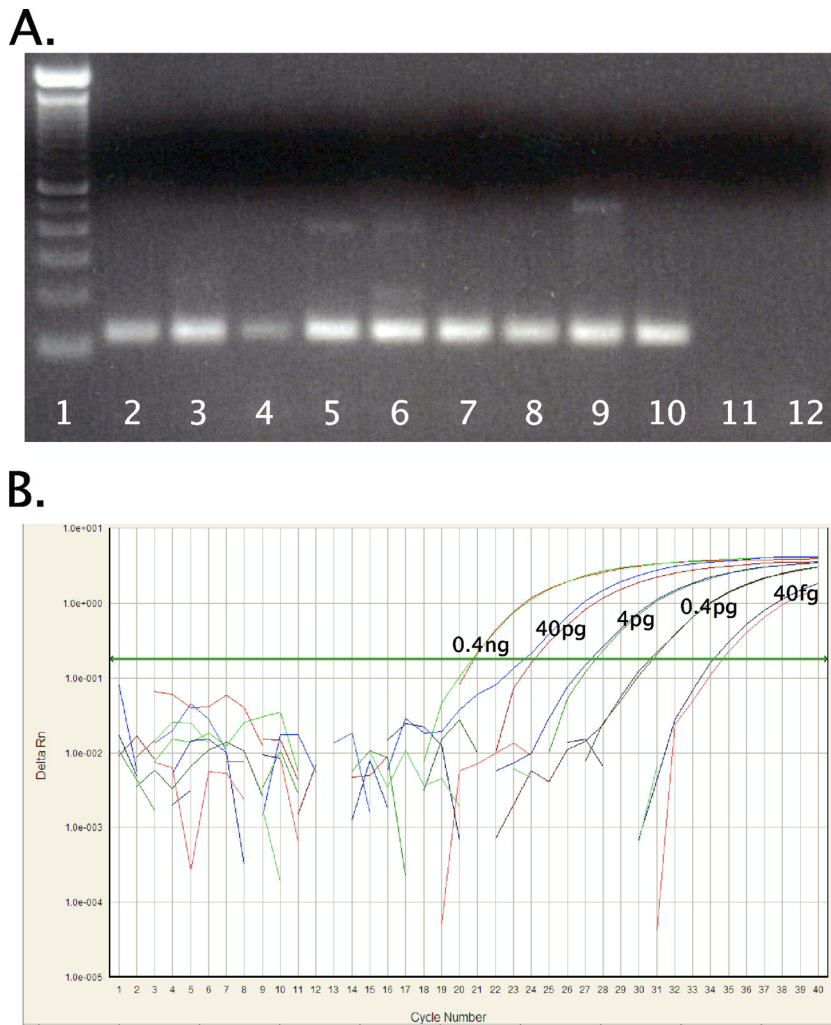 A.
1 2 3 4 5 6 7 8 9 10 11 12
B.
1.0e+001
1.0e+000
1.0e-001
1.0e-002
1.0e-003
1.0e-004
1.0e-005
Delta Rn
0.4ng 40pg 4pg 0.4pg 40fg
1 2 3 4 5 6 7 8 9 10 11 12 13 14 15 16 17 18 19 20 21 22 23 24 25 26 27 28 29 30 31 32 33 34 35 36 37 38 39 40
Cycle Number